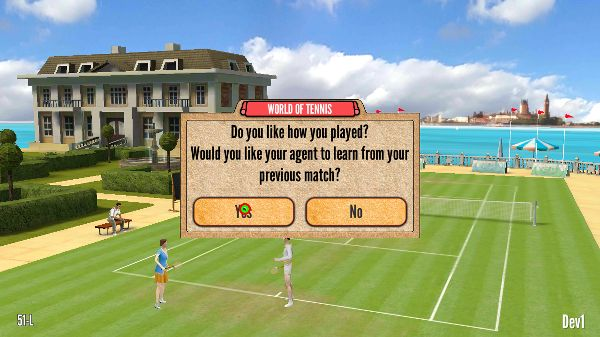 WORLD OF TENNIS
Do you like how you played?
Would you like your agent to learn from your
previous match?
Yes
No
51-L
Dev1